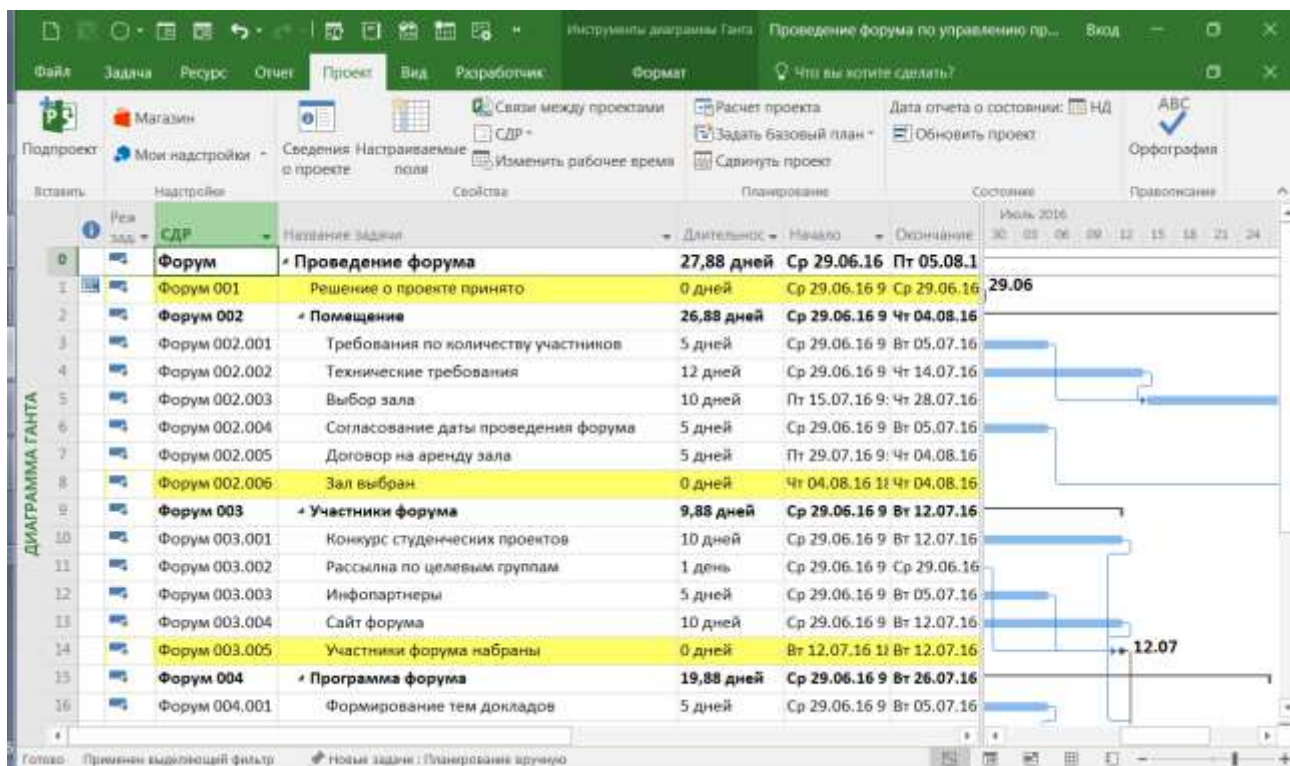 Инструменты диаграммы Ганта Проведение форума по управлению пр... Вход
Файл Задача Ресурс Отчет Проект Вид Разработчик Формат Что вы хотите сделать?
Подпроект Магазин Мои надстройки Сведения о проекте Настраиваемые поля Связи между проектами СДР Изменить рабочее время Расчет проекта Задать базовый план Сдвинуть проект Дата отчета о состоянии: НД Обновить проект ABC Орфография
Вставить Надстройки Свойства Планирование Состояние Правописание
Июль 2016
Реж зад СДР Название задачи Длительнос Начало Окончание 30 03 06 09 12 15 18 21 24
0 Форум Проведение форума 27,88 дней Ср 29.06.16 Пт 05.08.1
1 Форум 001 Решение о проекте принято 0 дней Ср 29.06.16 9 Ср 29.06.16 29.06
2 Форум 002 Помещение 26,88 дней Ср 29.06.16 9 Чт 04.08.16
3 Форум 002.001 Требования по количеству участников 5 дней Ср 29.06.16 9 Вт 05.07.16
4 Форум 002.002 Технические требования 12 дней Ср 29.06.16 9 Чт 14.07.16
5 Форум 002.003 Выбор зала 10 дней Пт 15.07.16 9: Чт 28.07.16
6 Форум 002.004 Согласование даты проведения форума 5 дней Ср 29.06.16 9 Вт 05.07.16
7 Форум 002.005 Договор на аренду зала 5 дней Пт 29.07.16 9: Чт 04.08.16
8 Форум 002.006 Зал выбран 0 дней Чт 04.08.16 18 Чт 04.08.16
9 Форум 003 Участники форума 9,88 дней Ср 29.06.16 9 Вт 12.07.16
10 Форум 003.001 Конкурс студенческих проектов 10 дней Ср 29.06.16 9 Вт 12.07.16
11 Форум 003.002 Рассылка по целевым группам 1 день Ср 29.06.16 9 Ср 29.06.16
12 Форум 003.003 Инфопартнеры 5 дней Ср 29.06.16 9 Вт 05.07.16
13 Форум 003.004 Сайт форума 10 дней Ср 29.06.16 9 Вт 12.07.16
14 Форум 003.005 Участники форума набраны 0 дней Вт 12.07.16 18 Вт 12.07.16 12.07
15 Форум 004 Программа форума 19,88 дней Ср 29.06.16 9 Вт 26.07.16
16 Форум 004.001 Формирование тем докладов 5 дней Ср 29.06.16 9 Вт 05.07.16
ДИАГРАММА ГАНТА
Готово Применен выделяющий фильтр Новые задачи : Планирование вручную